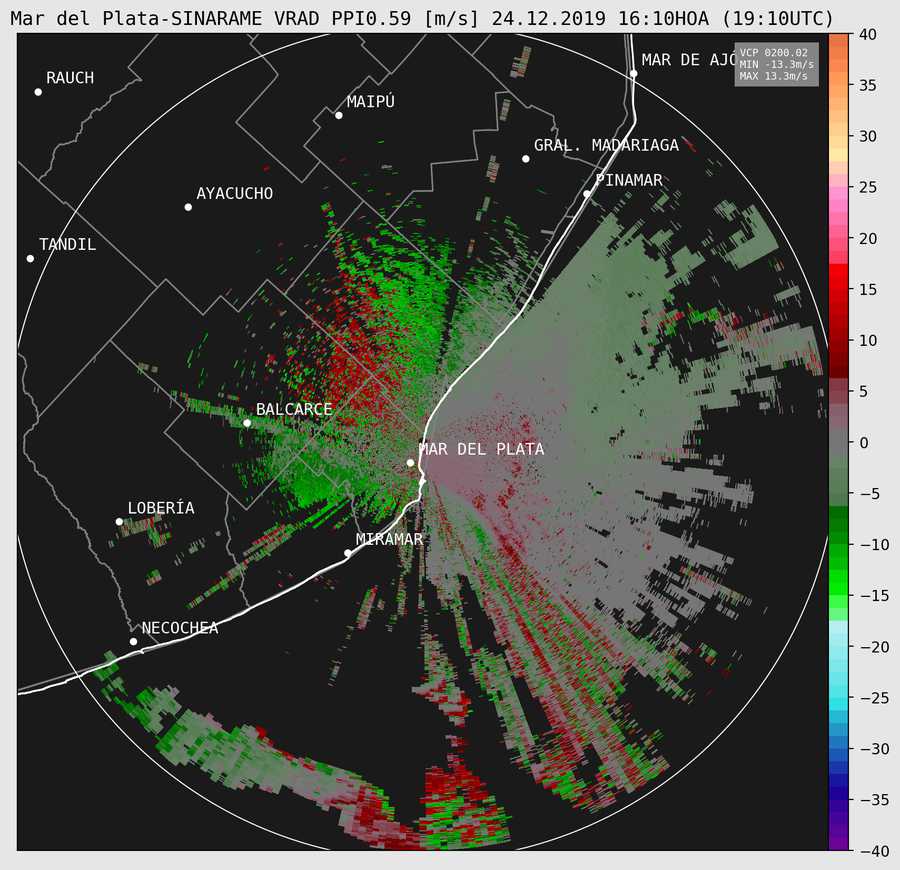 Mar del Plata-SINARAME VRAD PPI0.59 [m/s] 24.12.2019 16:10HOA (19:10UTC)
VCP 0200.02
MIN -13.3m/s
MAX 13.3m/s
MAR DE AJÓ
RAUCH
MAIPÚ
GRAL. MADARIAGA
PINAMAR
AYACUCHO
TANDIL
BALCARCE
MAR DEL PLATA
LOBERÍA
MIRAMAR
NECOCHEA
40
35
30
25
20
15
10
5
0
−5
−10
−15
−20
−25
−30
−35
−40